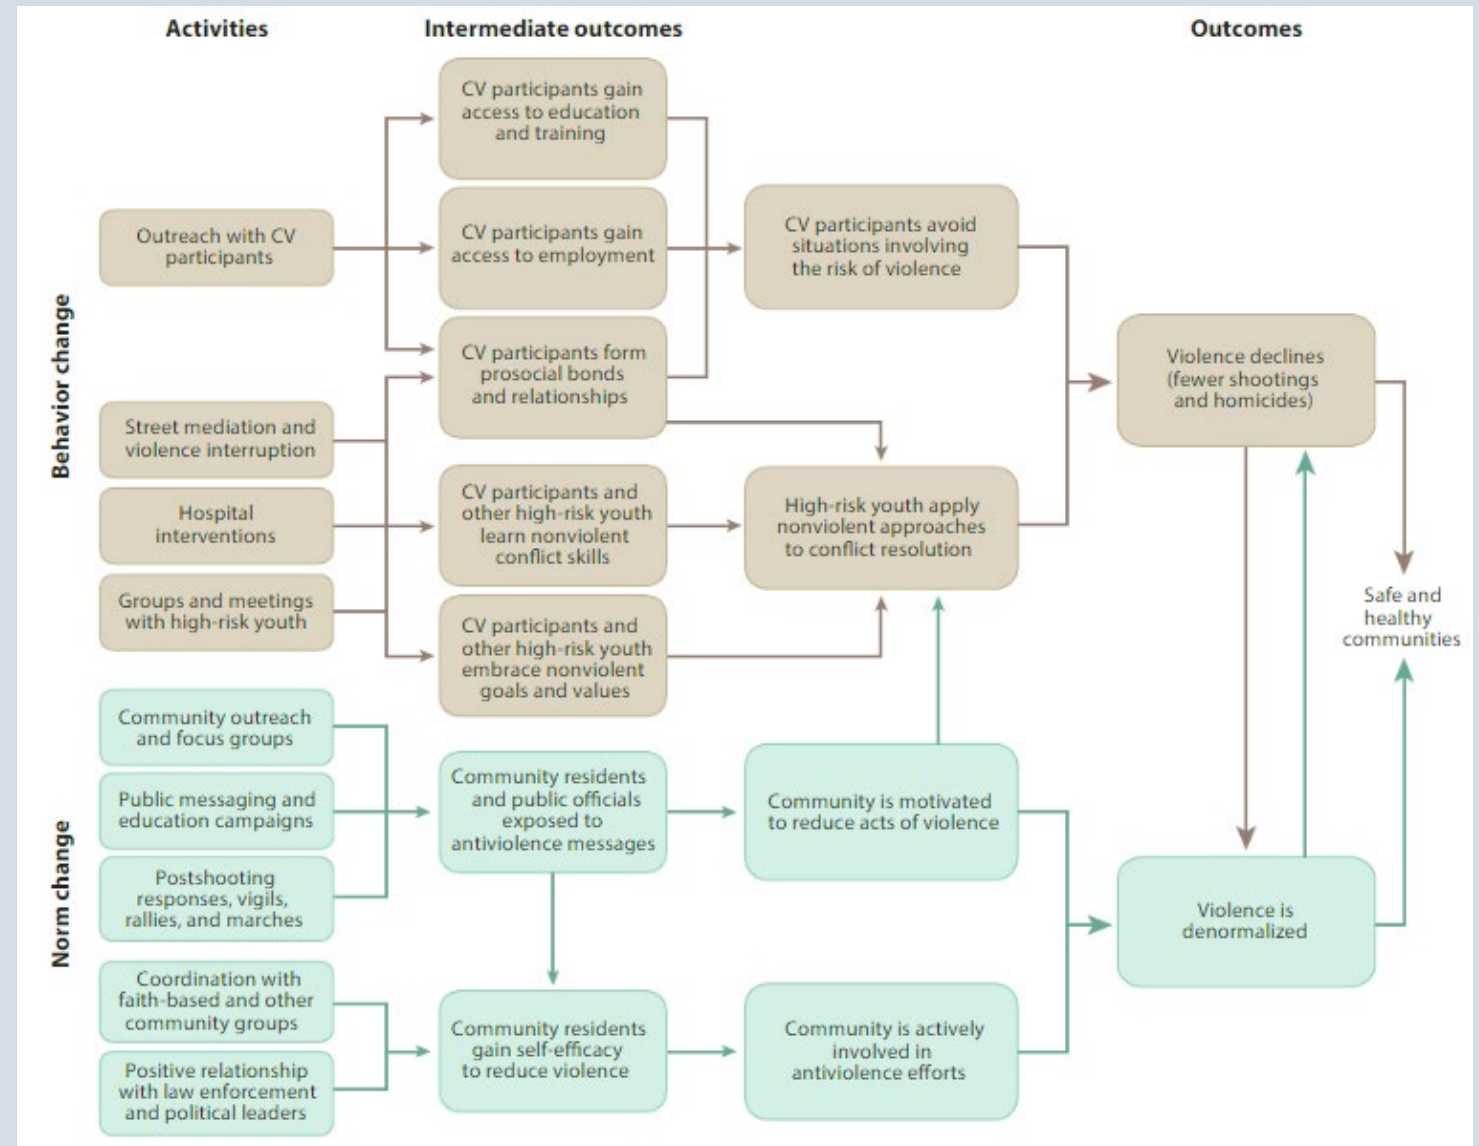 Activities
Intermediate outcomes
Outcomes
Behavior change
Outreach with CV
participants
Street mediation and
violence interruption
Hospital
interventions
Groups and meetings
with high-risk youth
CV participants gain
access to education
and training
CV participants gain
access to employment
CV participants form
prosocial bonds
and relationships
CV participants and
other high-risk youth
learn nonviolent
conflict skills
CV participants and
other high-risk youth
embrace nonviolent
goals and values
CV participants avoid
situations involving
the risk of violence
High-risk youth apply
nonviolent approaches
to conflict resolution
Violence declines
(fewer shootings
and homicides)
Safe and
healthy
communities
Norm change
Community outreach
and focus groups
Public messaging and
education campaigns
Postshooting
responses, vigils,
rallies, and marches
Coordination with
faith-based and other
community groups
Positive relationship
with law enforcement
and political leaders
Community residents
and public officials
exposed to
antiviolence messages
Community residents
gain self-efficacy
to reduce violence
Community is motivated
to reduce acts of violence
Community is actively
involved in
antiviolence efforts
Violence is
denormalized